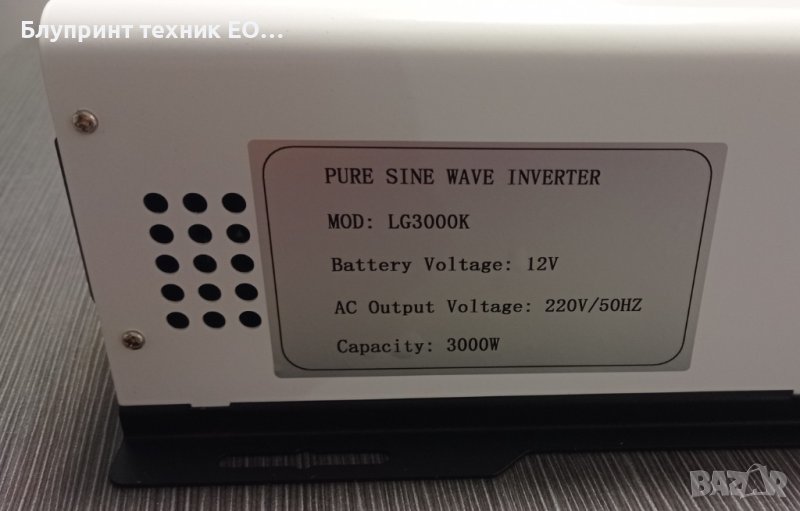 Блупринт техник ЕО...
PURE SINE WAVE INVERTER
MOD: LG3000K
Battery Voltage: 12V
AC Output Voltage: 220V/50HZ
Capacity: 3000W
BAZAR